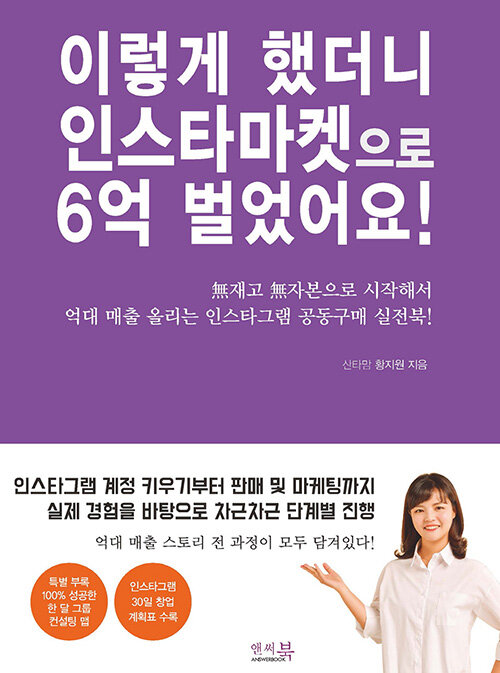 이렇게 했더니
인스타마켓으로
6억 벌었어요!
無재고 無자본으로 시작해서
억대 매출 올리는 인스타그램 공동구매 실전북!
신타맘 황지원 지음
인스타그램 계정 키우기부터 판매 및 마케팅까지
실제 경험을 바탕으로 차근차근 단계별 진행
억대 매출 스토리 전 과정이 모두 담겨있다!
특별 부록
100% 성공한
한 달 그룹
컨설팅 맵
인스타그램
30일 창업
계획표 수록
앤써북
ANSWERBOOK